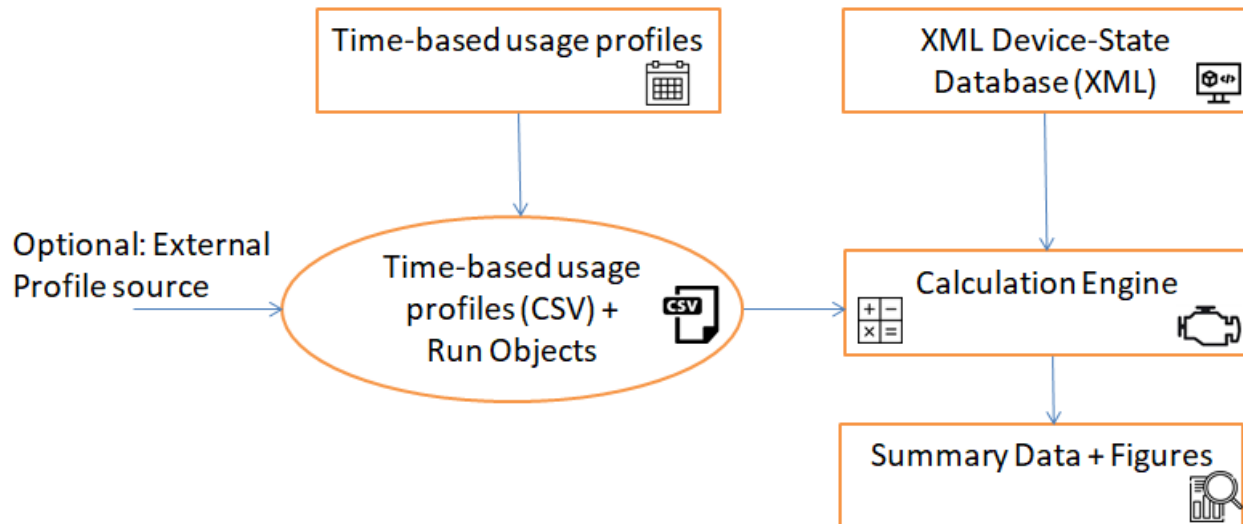 Time-based usage profiles
XML Device-State
Database (XML)
Optional: External
Profile source
Time-based usage
profiles (CSV) +
Run Objects
CSV
Calculation Engine
+ −
× =
Summary Data + Figures